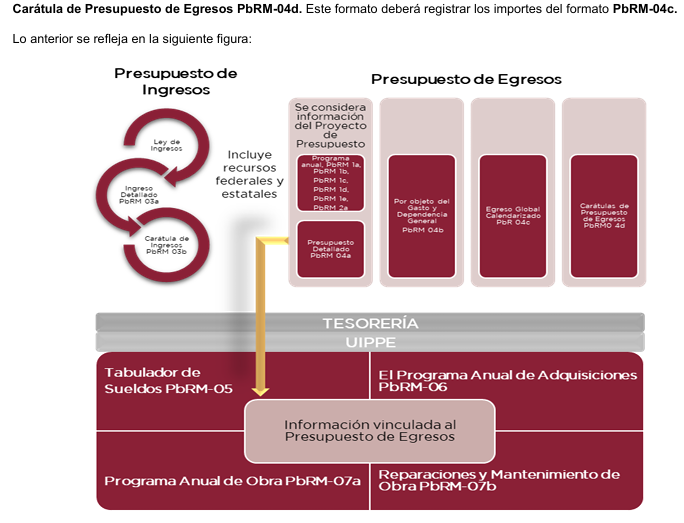 Carátula de Presupuesto de Egresos PbRM-04d. Este formato deberá registrar los importes del formato PbRM-04c.
Lo anterior se refleja en la siguiente figura:
Presupuesto de
Ingresos
Ley de
Ingresos
Ingreso
Detallado
PbRM 03a
Carátula de
Ingresos
PbRM 03b
Incluye
recursos
federales y
estatales
Presupuesto de Egresos
Se considera
información
del Proyecto
de
Presupuesto
Programa
anual, PbRM 1a,
PbRM 1b,
PbRM 1c,
PbRM 1d,
PbRM 1e,
PbRM 2a
Presupuesto
Detallado
PbRM 04a
Por objeto del
Gasto y
Dependencia
General
PbRM 04b
Egreso Global
Calendarizado
PbR 04c
Carátulas de
Presupuesto
de Egresos
PbRM0 4d
TESORERÍA
UIPPE
Tabulador de
Sueldos PbRM-05
El Programa Anual de Adquisiciones
PbRM-06
Información vinculada al
Presupuesto de Egresos
Programa Anual de Obra PbRM-07a
Reparaciones y Mantenimiento de
Obra PbRM-07b